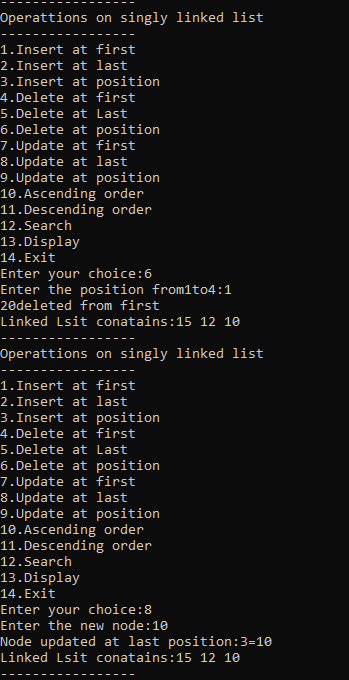 -----------------
Operattions on singly linked list
-----------------
1.Insert at first
2.Insert at last
3.Insert at position
4.Delete at first
5.Delete at Last
6.Delete at position
7.Update at first
8.Update at last
9.Update at position
10.Ascending order
11.Descending order
12.Search
13.Display
14.Exit
Enter your choice:6
Enter the position from1to4:1
20deleted from first
Linked Lsit conatains:15 12 10
-----------------
Operattions on singly linked list
-----------------
1.Insert at first
2.Insert at last
3.Insert at position
4.Delete at first
5.Delete at Last
6.Delete at position
7.Update at first
8.Update at last
9.Update at position
10.Ascending order
11.Descending order
12.Search
13.Display
14.Exit
Enter your choice:8
Enter the new node:10
Node updated at last position:3=10
Linked Lsit conatains:15 12 10
-----------------